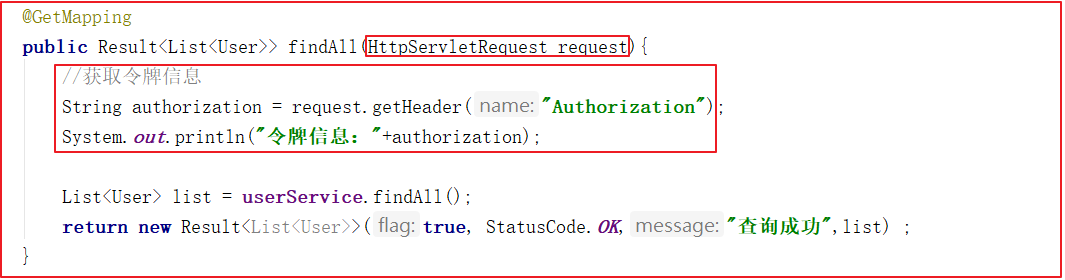 @GetMapping
public Result<List<User>> findAll(HttpServletRequest request){
//获取令牌信息
String authorization = request.getHeader( name: "Authorization");
System.out.println("令牌信息："+authorization);
List<User> list = userService.findAll();
return new Result<List<User>>( flag: true, StatusCode.OK, message: "查询成功",list) ;
}